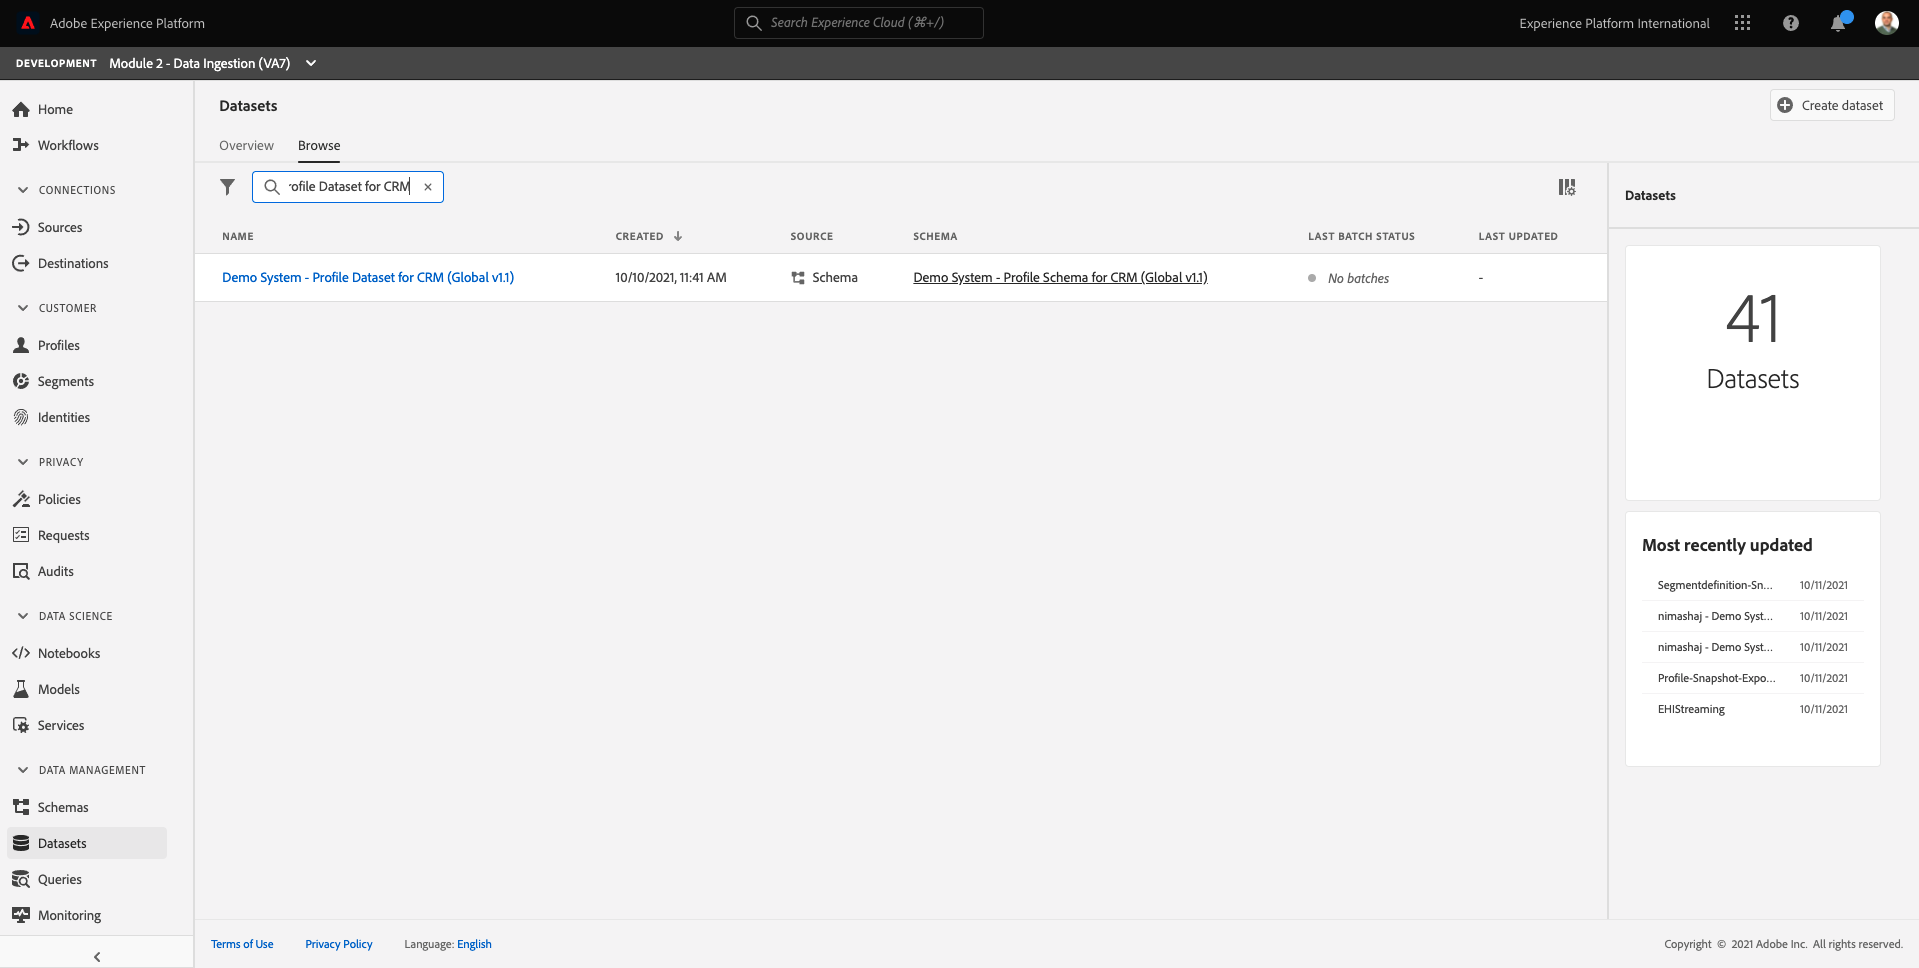 Adobe Experience Platform
Search Experience Cloud (⌘+/)
Experience Platform International
DEVELOPMENT Module 2 - Data Ingestion (VA7)
Home
Workflows
CONNECTIONS
Sources
Destinations
CUSTOMER
Profiles
Segments
Identities
PRIVACY
Policies
Requests
Audits
DATA SCIENCE
Notebooks
Models
Services
DATA MANAGEMENT
Schemas
Datasets
Queries
Monitoring
Datasets
Create dataset
Overview Browse
rofile Dataset for CRM
NAME CREATED SOURCE SCHEMA LAST BATCH STATUS LAST UPDATED
Demo System - Profile Dataset for CRM (Global v1.1) 10/10/2021, 11:41 AM Schema Demo System - Profile Schema for CRM (Global v1.1) No batches -
Datasets
41
Datasets
Most recently updated
Segmentdefinition-Sn... 10/11/2021
nimashaj - Demo Syst... 10/11/2021
nimashaj - Demo Syst... 10/11/2021
Profile-Snapshot-Expo... 10/11/2021
EHIStreaming 10/11/2021
Terms of Use Privacy Policy Language: English
Copyright © 2021 Adobe Inc. All rights reserved.